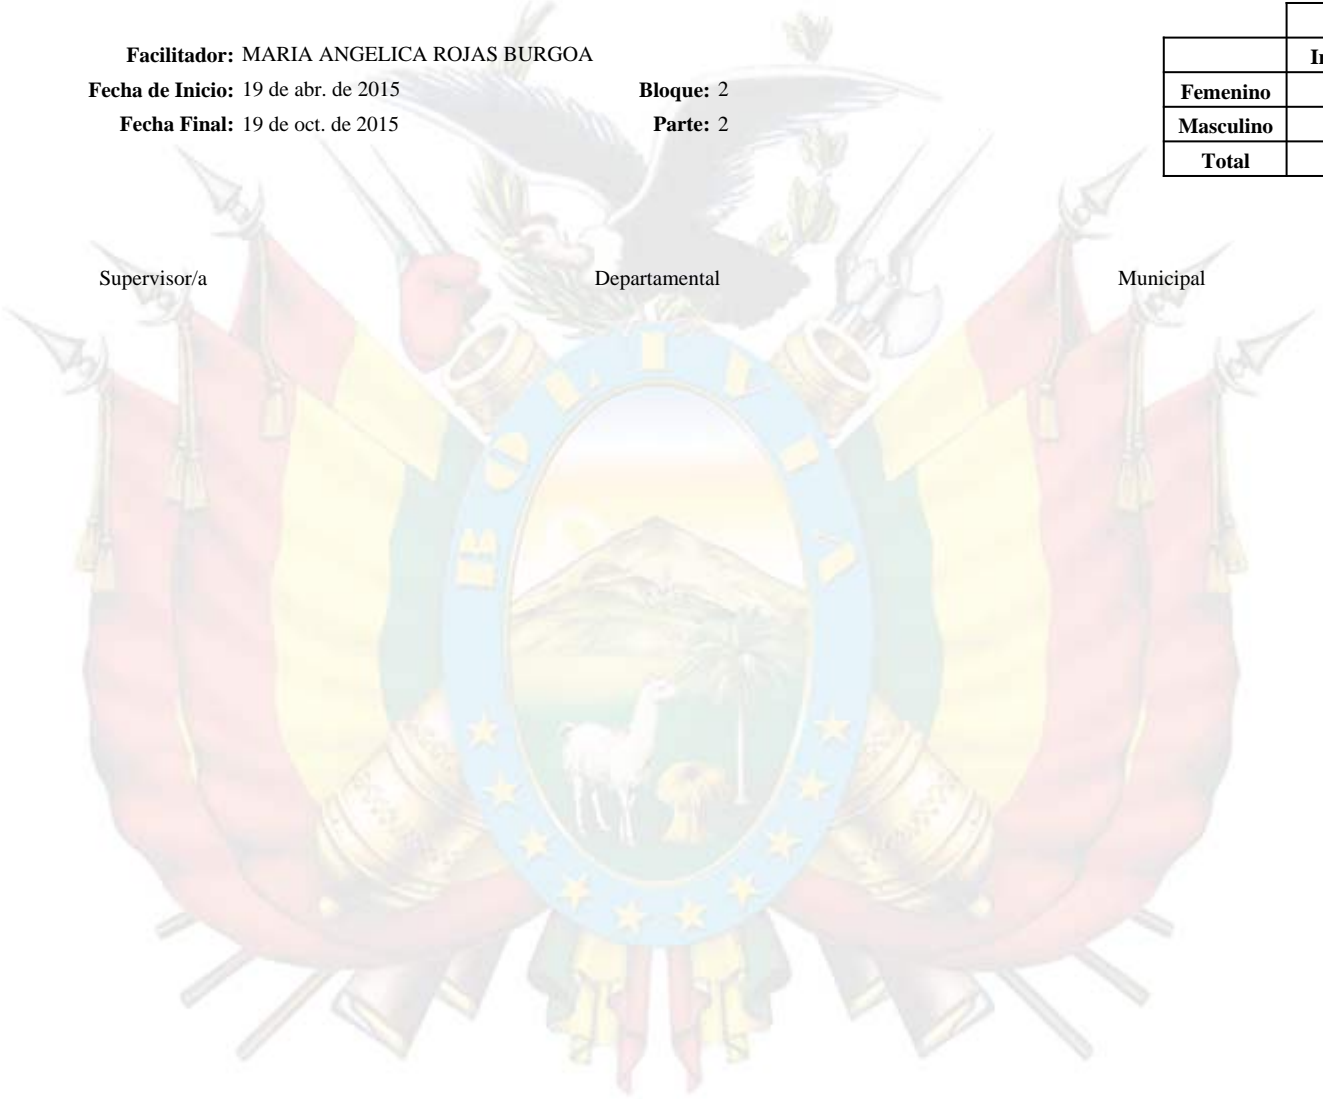 Facilitador: MARIA ANGELICA ROJAS BURGOA
Fecha de Inicio: 19 de abr. de 2015 Bloque: 2
Fecha Final: 19 de oct. de 2015 Parte: 2
Femenino
Masculino
Total
Supervisor/a Departamental Municipal
BOLIVIA